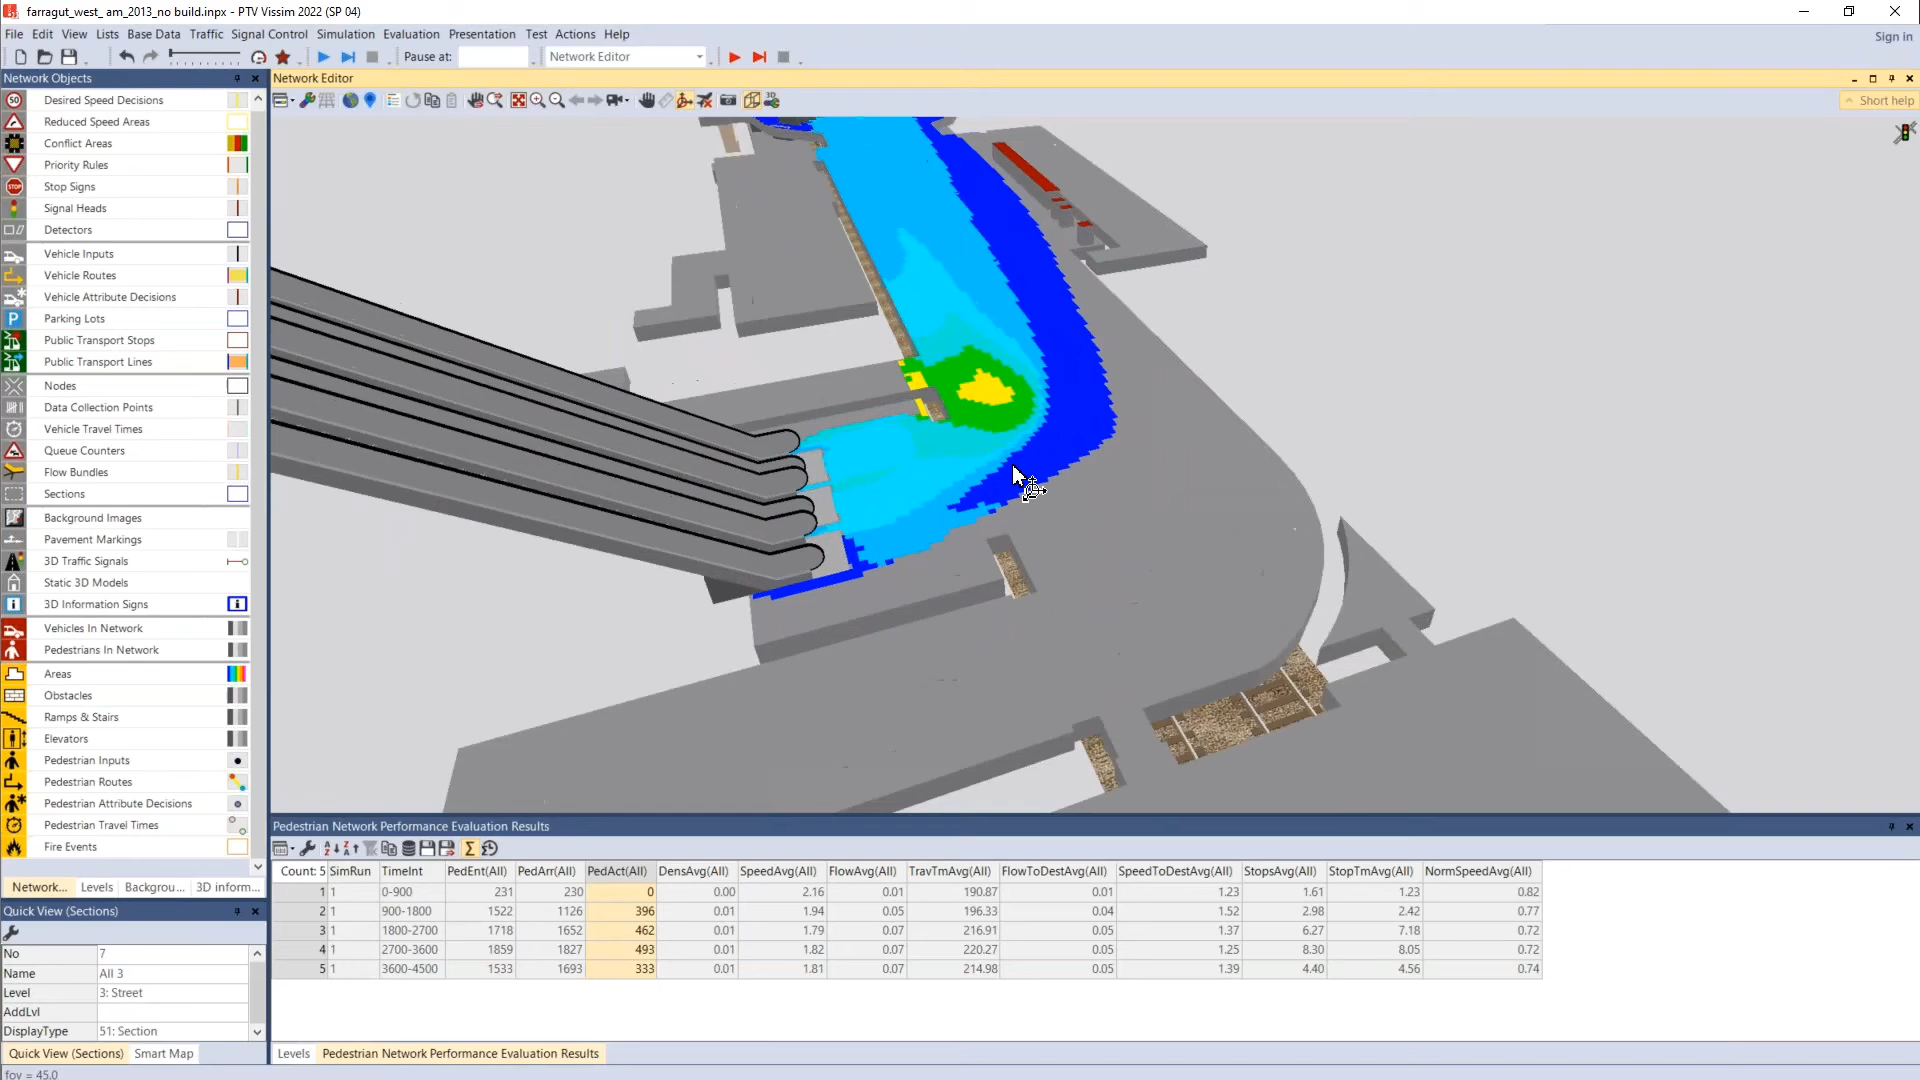 farragut_west_ am_2013_no build.inpx - PTV Vissim 2022 (SP 04)
File Edit View Lists Base Data Traffic Signal Control Simulation Evaluation Presentation Test Actions Help
Sign in
Pause at: Network Editor
Network Objects
Network Editor
Short help
50 Desired Speed Decisions
Reduced Speed Areas
Conflict Areas
Priority Rules
STOP Stop Signs
Signal Heads
Detectors
Vehicle Inputs
Vehicle Routes
Vehicle Attribute Decisions
P Parking Lots
Public Transport Stops
Public Transport Lines
Nodes
Data Collection Points
Vehicle Travel Times
Queue Counters
Flow Bundles
Sections
Background Images
Pavement Markings
3D Traffic Signals
Static 3D Models
3D Information Signs
Vehicles In Network
Pedestrians In Network
Areas
Obstacles
Ramps & Stairs
Elevators
Pedestrian Inputs
Pedestrian Routes
Pedestrian Attribute Decisions
Pedestrian Travel Times
Fire Events
Network... Levels Backgrou... 3D inform...
Quick View (Sections)
No 7
Name All 3
Level 3: Street
AddLvl
DisplayType 51: Section
Quick View (Sections) Smart Map
fov = 45.0
Pedestrian Network Performance Evaluation Results
Count: 5 SimRun TimeInt PedEnt(All) PedArr(All) PedAct(All) DensAvg(All) SpeedAvg(All) FlowAvg(All) TravTmAvg(All) FlowToDestAvg(All) SpeedToDestAvg(All) StopsAvg(All) StopTmAvg(All) NormSpeedAvg(All)
1 1 0-900 231 230 0 0.00 2.16 0.01 190.87 0.01 1.23 1.61 1.23 0.82
2 1 900-1800 1522 1126 396 0.01 1.94 0.05 196.33 0.04 1.52 2.98 2.42 0.77
3 1 1800-2700 1718 1652 462 0.01 1.79 0.07 216.91 0.05 1.37 6.27 7.18 0.72
4 1 2700-3600 1859 1827 493 0.01 1.82 0.07 220.27 0.05 1.25 8.30 8.05 0.72
5 1 3600-4500 1533 1693 333 0.01 1.81 0.07 214.98 0.05 1.39 4.40 4.56 0.74
Levels Pedestrian Network Performance Evaluation Results